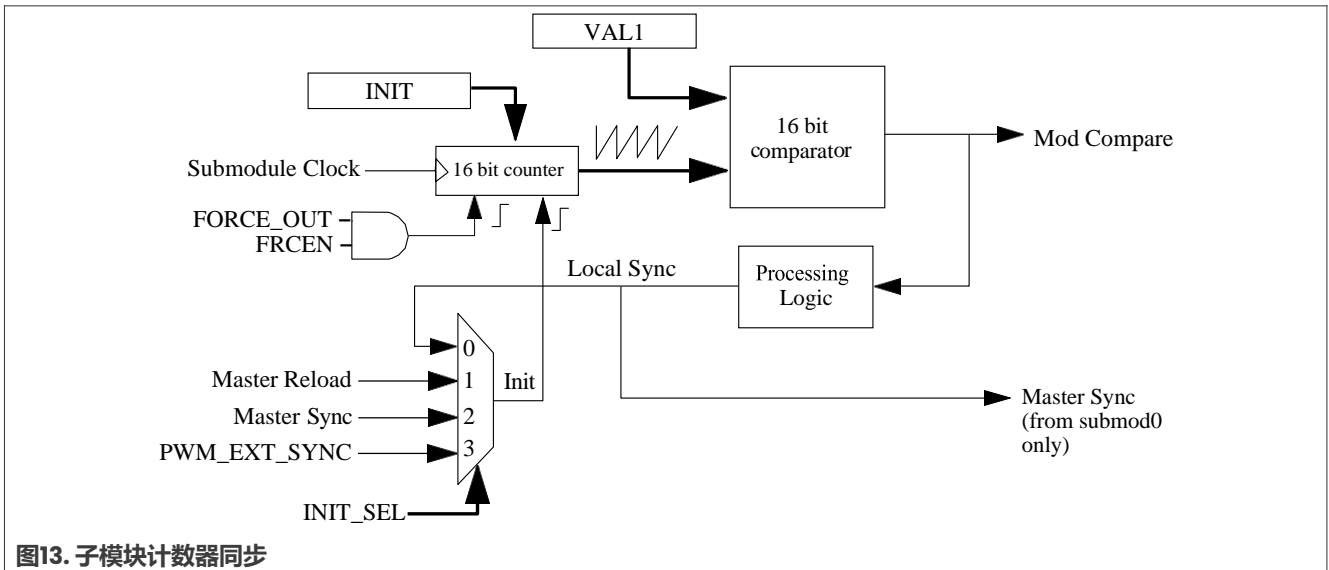 VAL1
INIT
16 bit
comparator
Mod Compare
Submodule Clock
16 bit counter
FORCE_OUT
FRCEN
Local Sync
Processing
Logic
0
Master Reload
1
Init
Master Sync
2
Master Sync
(from submod0
only)
PWM_EXT_SYNC
3
INIT_SEL
图13. 子模块计数器同步